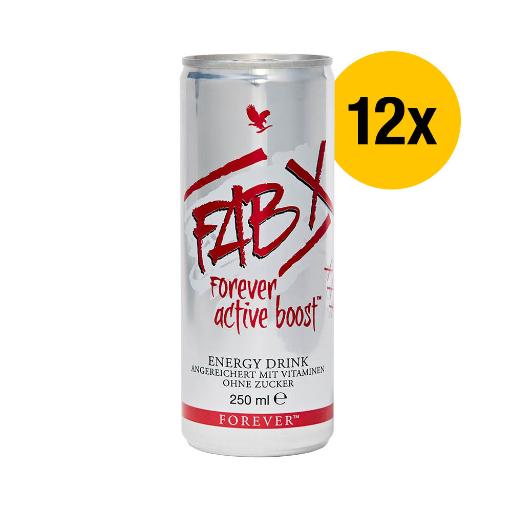 12x
FAB X
Forever
active boost™
ENERGY DRINK
ANGEREICHERT MIT VITAMINEN
OHNE ZUCKER
250 ml ℮
FOREVER™